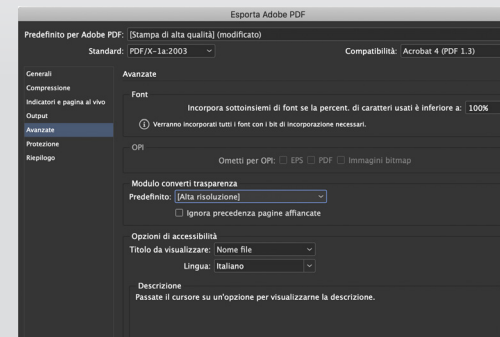 Esporta Adobe PDF
Predefinito per Adobe PDF: [Stampa di alta qualità] (modificato)
Standard: PDF/X-1a:2003 Compatibilità: Acrobat 4 (PDF 1.3)
Generali
Compressione
Indicatori e pagina al vivo
Output
Avanzate
Protezione
Riepilogo
Avanzate
Font
Incorpora sottoinsiemi di font se la percent. di caratteri usati è inferiore a: 100%
Verranno incorporati tutti i font con i bit di incorporazione necessari.
OPI
Ometti per OPI: EPS PDF Immagini bitmap
Modulo converti trasparenza
Predefinito: [Alta risoluzione]
Ignora precedenza pagine affiancate
Opzioni di accessibilità
Titolo da visualizzare: Nome file
Lingua: Italiano
Descrizione
Passate il cursore su un'opzione per visualizzarne la descrizione.